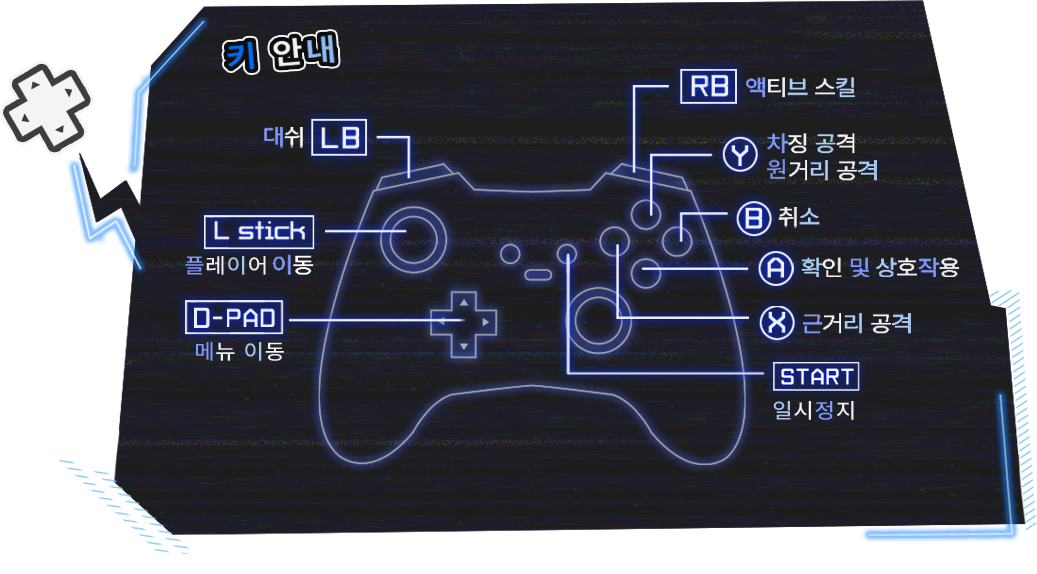 키 안내
RB 액티브 스킬
대쉬 LB
Y 차징 공격
원거리 공격
B 취소
L stick
플레이어 이동
A 확인 및 상호작용
D-PAD
메뉴 이동
X 근거리 공격
START
일시정지